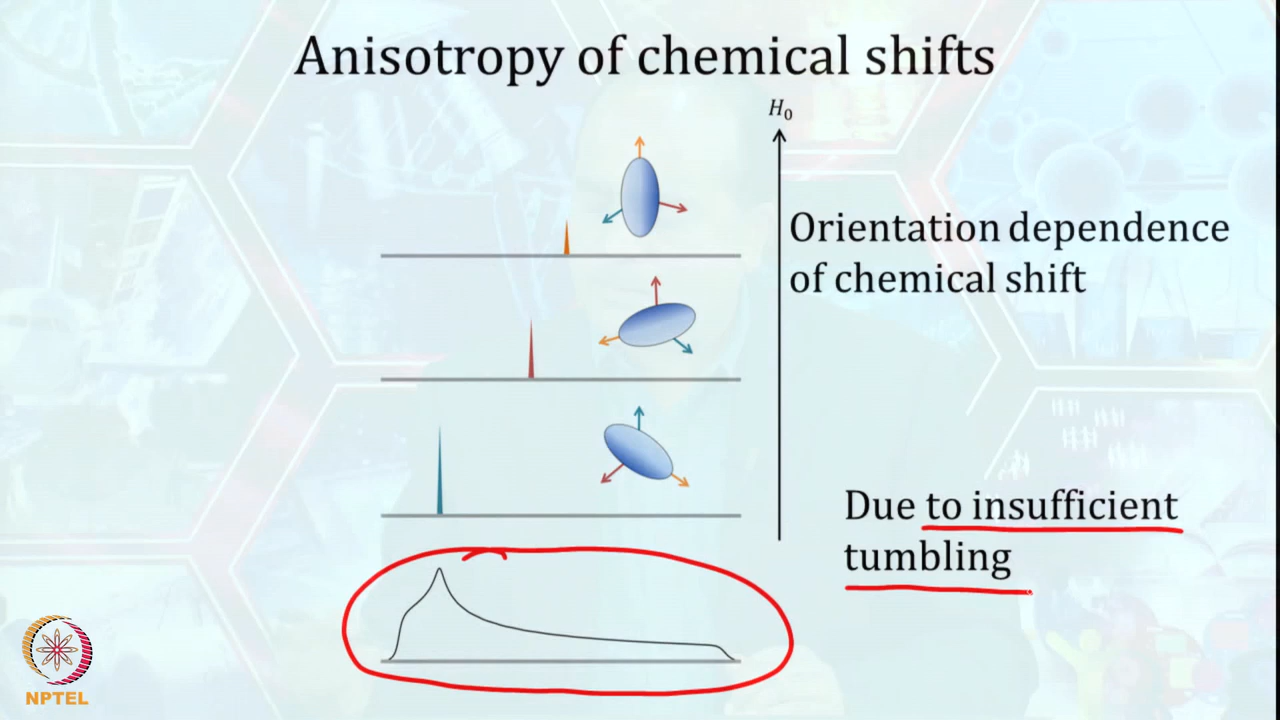 Anisotropy of chemical shifts
H₀
Orientation dependence
of chemical shift
Due to insufficient
tumbling
NPTEL